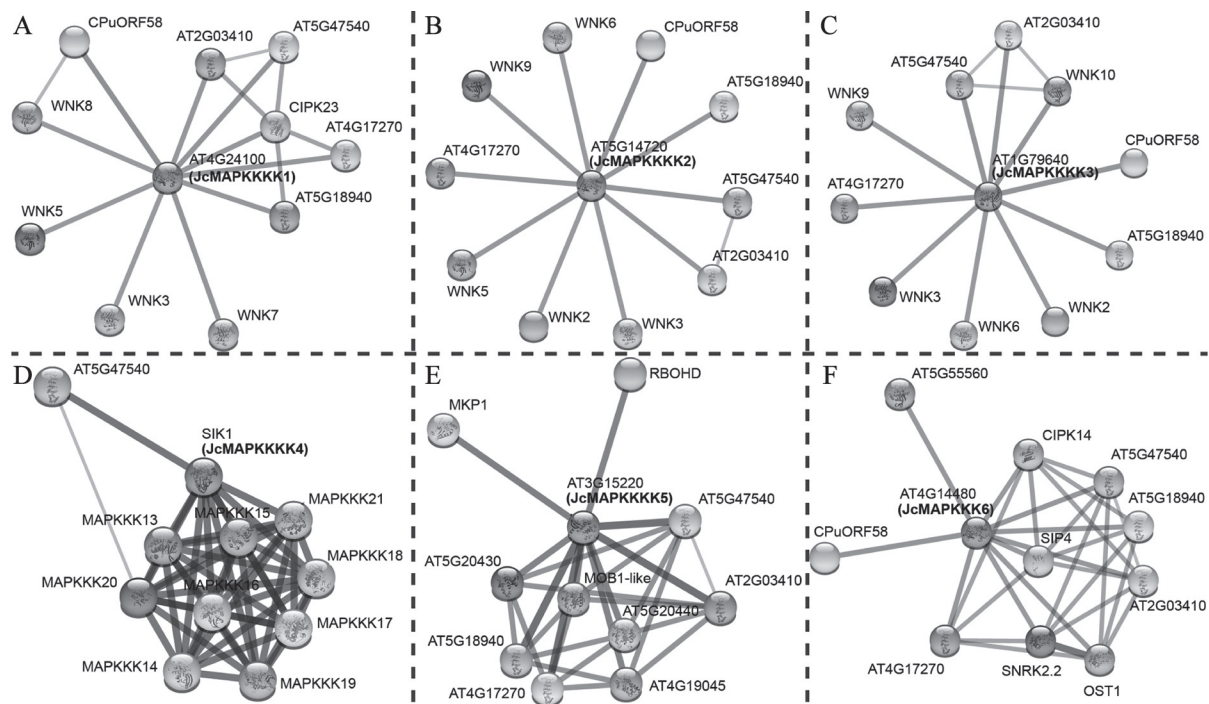 A
CPuORF58
AT2G03410
AT5G47540
WNK8
CIPK23
AT4G17270
AT4G24100
(JcMAPKKKK1)
AT5G18940
WNK5
WNK3
WNK7
B
WNK6
CPuORF58
WNK9
AT5G18940
AT4G17270
AT5G14720
(JcMAPKKKK2)
AT5G47540
WNK5
AT2G03410
WNK2
WNK3
C
AT2G03410
AT5G47540
WNK10
WNK9
CPuORF58
AT1G79640
(JcMAPKKKK3)
AT4G17270
AT5G18940
WNK3
WNK2
WNK6
D
AT5G47540
SIK1
(JcMAPKKKK4)
MAPKKK21
MAPKKK13
MAPKKK15
MAPKKK18
MAPKKK20
MAPKKK16
MAPKKK17
MAPKKK14
MAPKKK19
E
RBOHD
MKP1
AT3G15220
(JcMAPKKKK5)
AT5G47540
AT5G20430
MOB1-like
AT2G03410
AT5G20440
AT5G18940
AT4G17270
AT4G19045
F
AT5G55560
CIPK14
AT5G47540
AT4G14480
(JcMAPKKK6)
AT5G18940
CPuORF58
SIP4
AT2G03410
AT4G17270
SNRK2.2
OST1